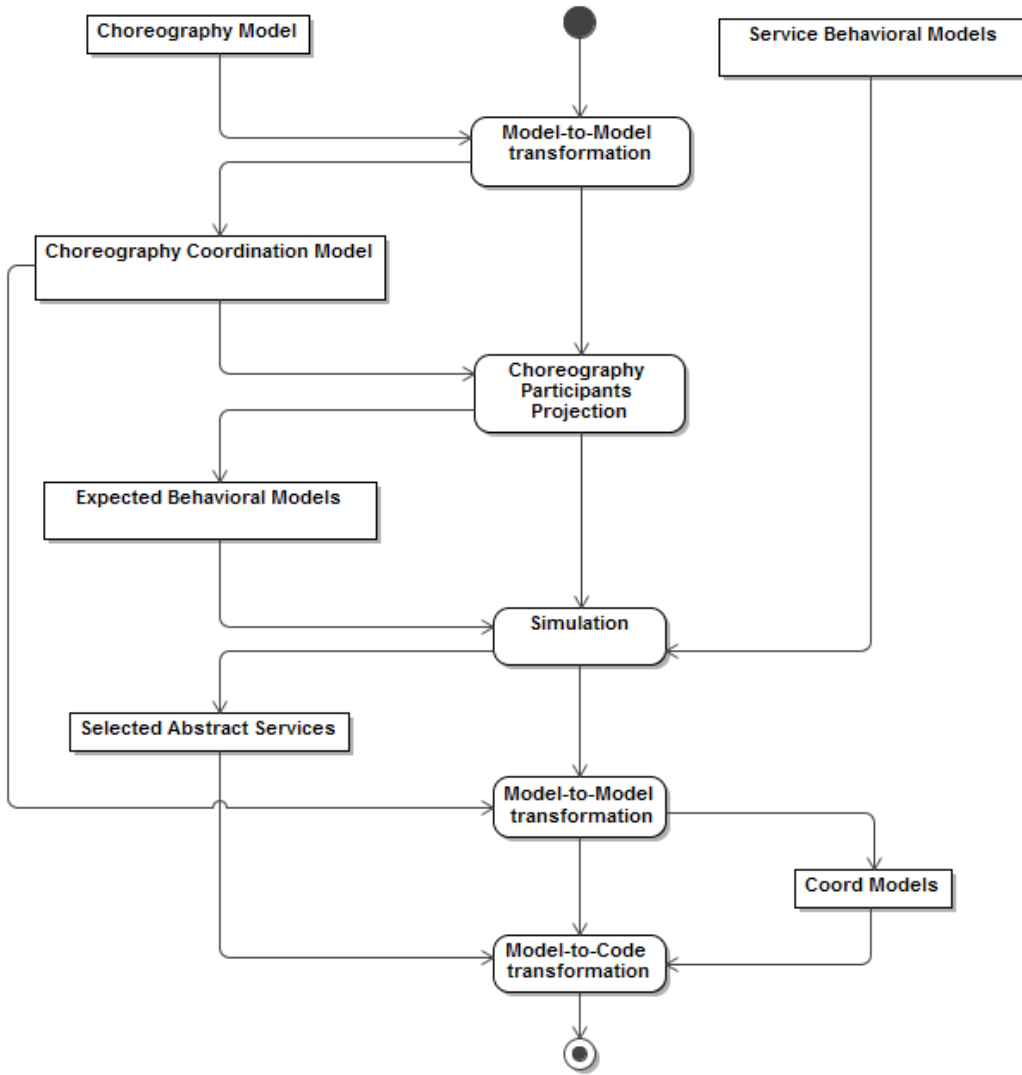 Choreography Model
Service Behavioral Models
Model-to-Model
transformation
Choreography Coordination Model
Choreography
Participants
Projection
Expected Behavioral Models
Simulation
Selected Abstract Services
Model-to-Model
transformation
Coord Models
Model-to-Code
transformation